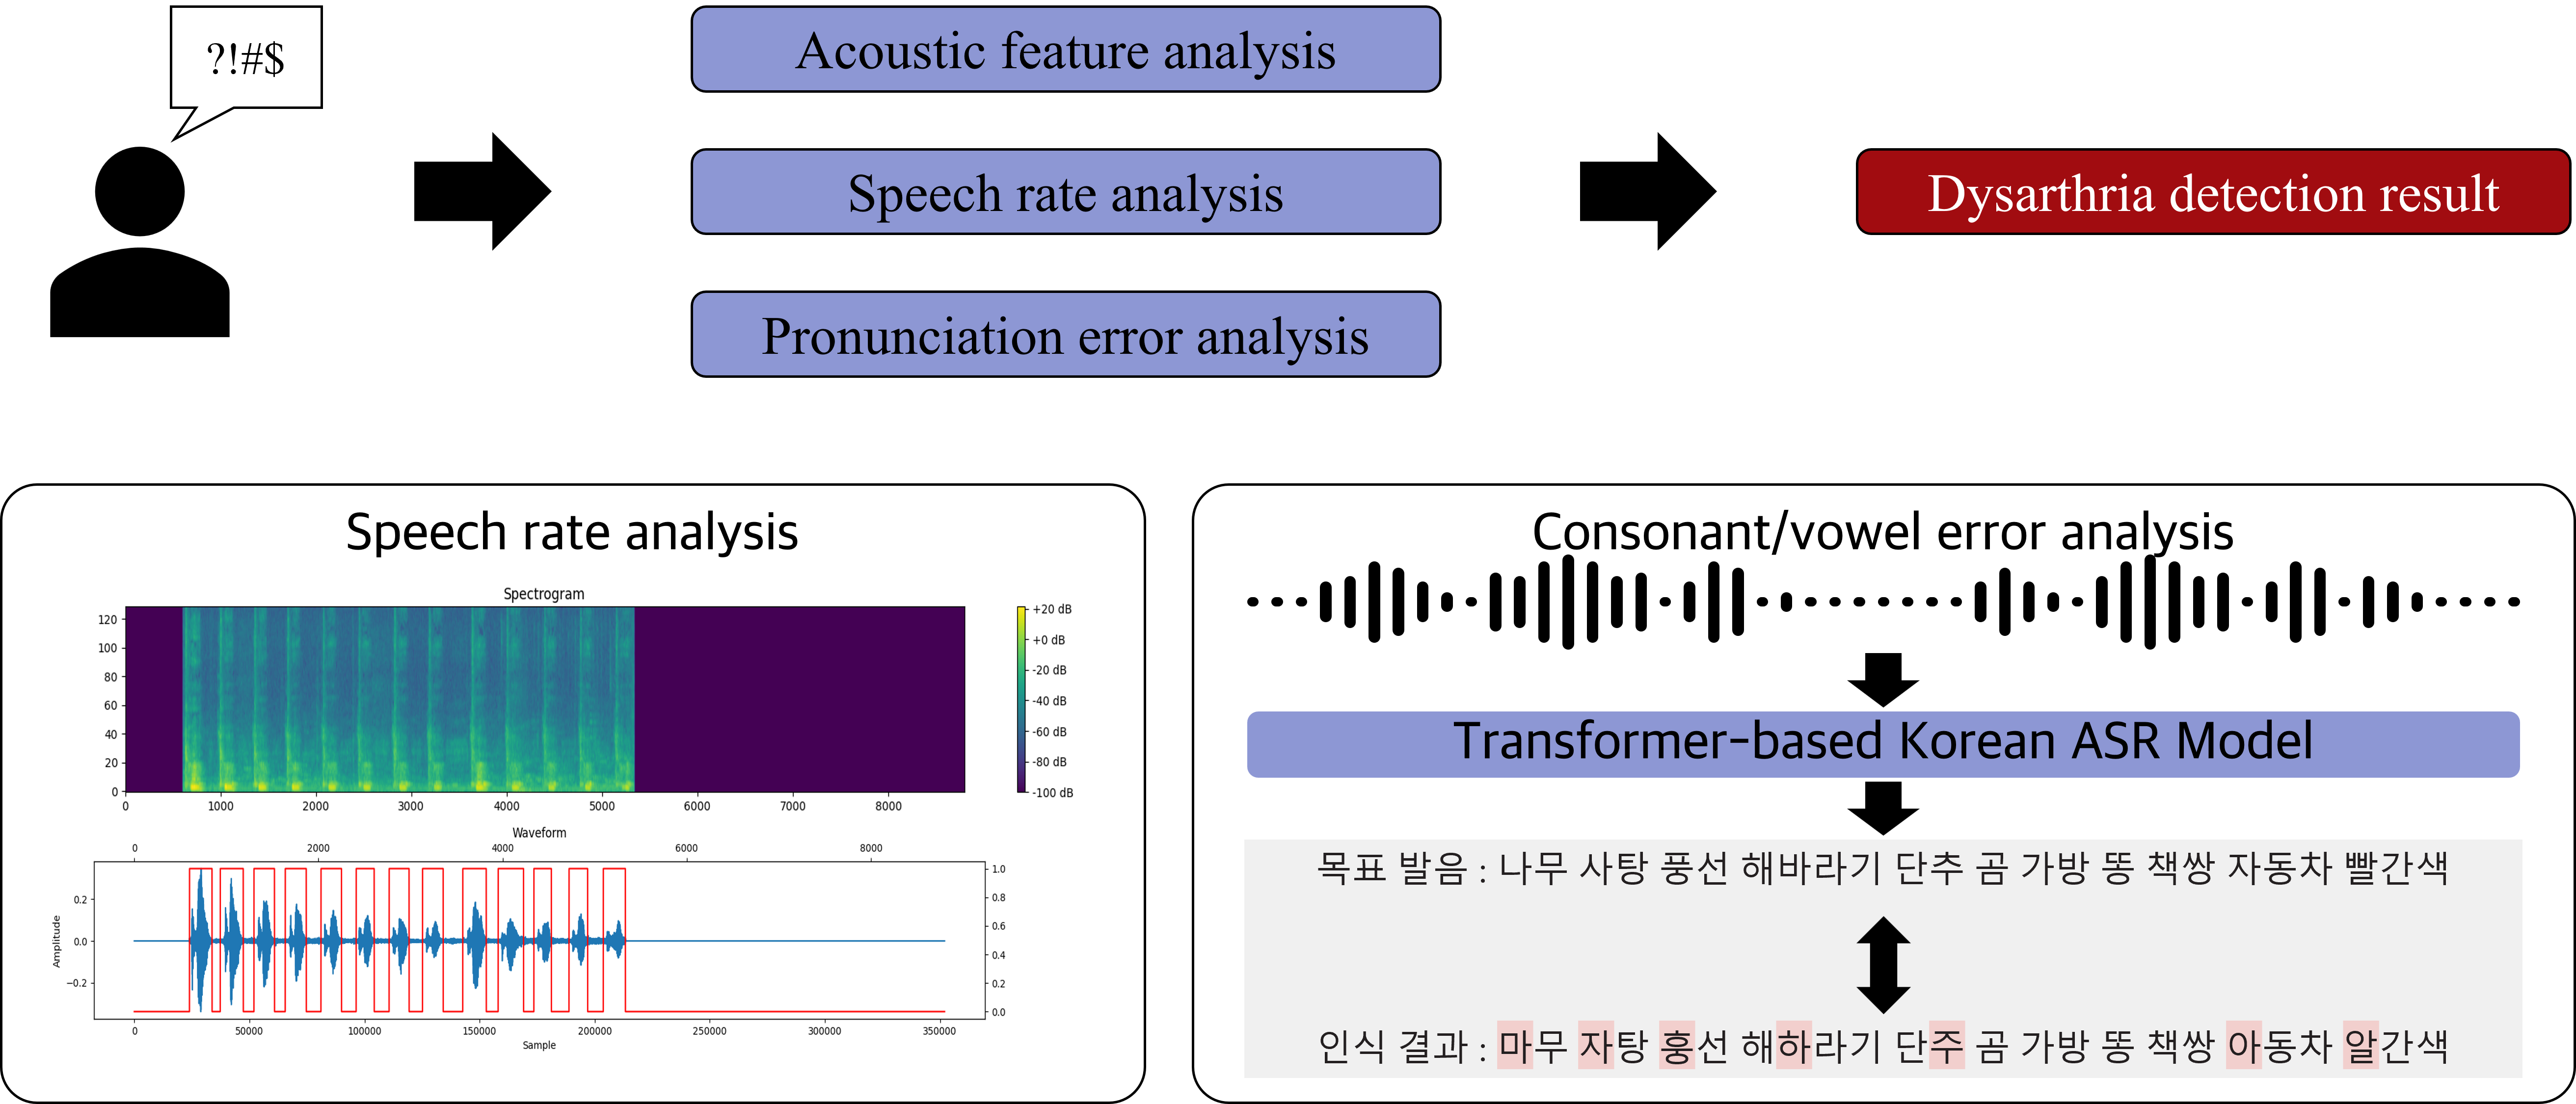 ?!#$
Acoustic feature analysis
Speech rate analysis
Pronunciation error analysis
Dysarthria detection result
Speech rate analysis
Spectrogram
120
100
80
60
40
20
0
0 1000 2000 3000 4000 5000 6000 7000 8000
+20 dB
+0 dB
-20 dB
-40 dB
-60 dB
-80 dB
-100 dB
Waveform
0 2000 4000 6000 8000
Amplitude
0.2
0.0
−0.2
1.0
0.8
0.6
0.4
0.2
0.0
0 50000 100000 150000 200000 250000 300000 350000
Sample
Consonant/vowel error analysis
Transformer-based Korean ASR Model
목표 발음 : 나무 사탕 풍선 해바라기 단추 곰 가방 똥 책쌍 자동차 빨간색
인식 결과 : 마무 자탕 훙선 해하라기 단주 곰 가방 똥 책쌍 아동차 알간색